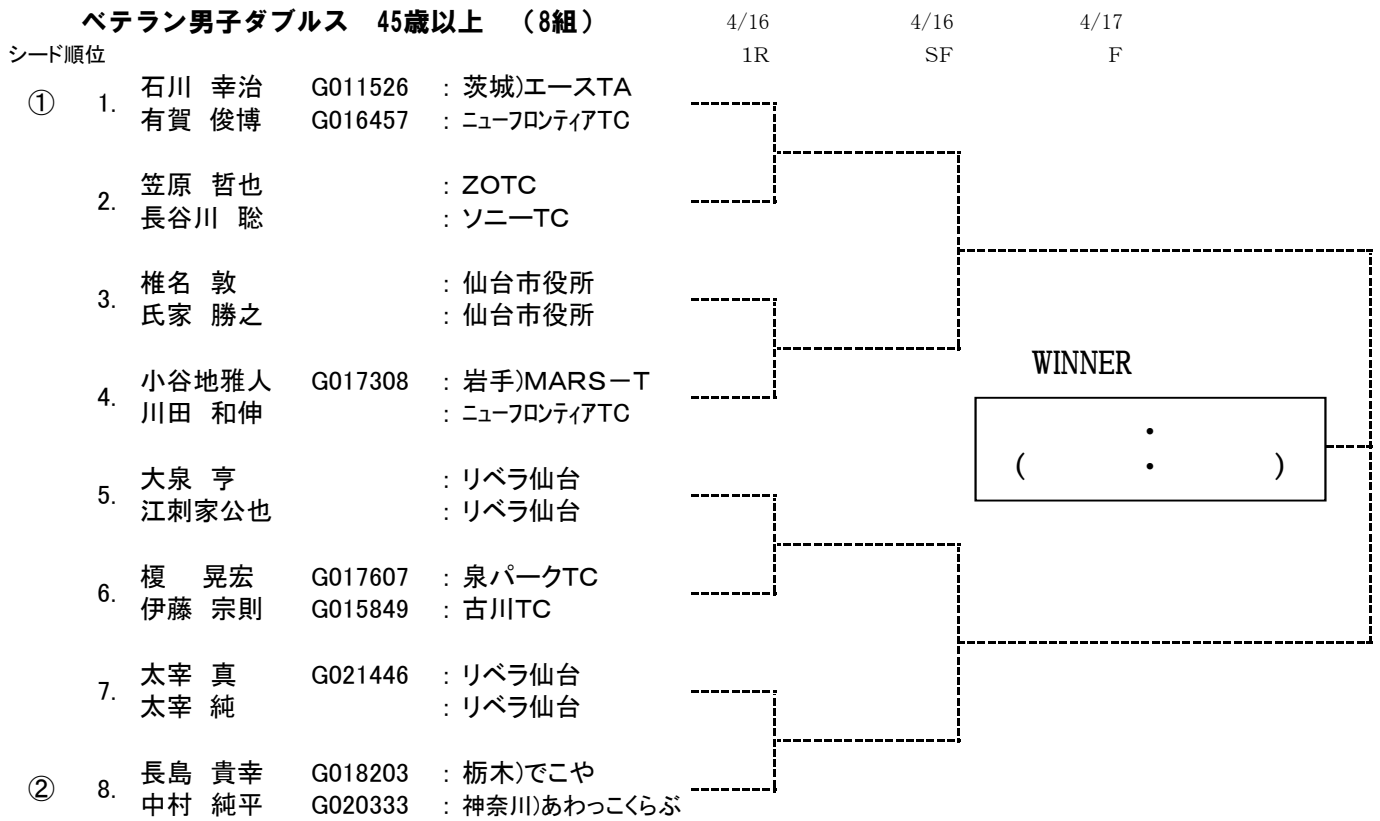 ベテラン男子ダブルス 45歳以上 （8組） 4/16 4/16 4/17
シード順位 1R SF F
① 1. 石川 幸治 G011526 : 茨城)エースTA
有賀 俊博 G016457 : ニューフロンティアTC
2. 笠原 哲也 : ZOTC
長谷川 聡 : ソニーTC
3. 椎名 敦 : 仙台市役所
氏家 勝之 : 仙台市役所
4. 小谷地雅人 G017308 : 岩手)MARS－T
川田 和伸 : ニューフロンティアTC
WINNER
・
( ・ )
5. 大泉 亨 : リベラ仙台
江刺家公也 : リベラ仙台
6. 榎 晃宏 G017607 : 泉パークTC
伊藤 宗則 G015849 : 古川TC
7. 太宰 真 G021446 : リベラ仙台
太宰 純 : リベラ仙台
② 8. 長島 貴幸 G018203 : 栃木)でこや
中村 純平 G020333 : 神奈川)あわっこくらぶ